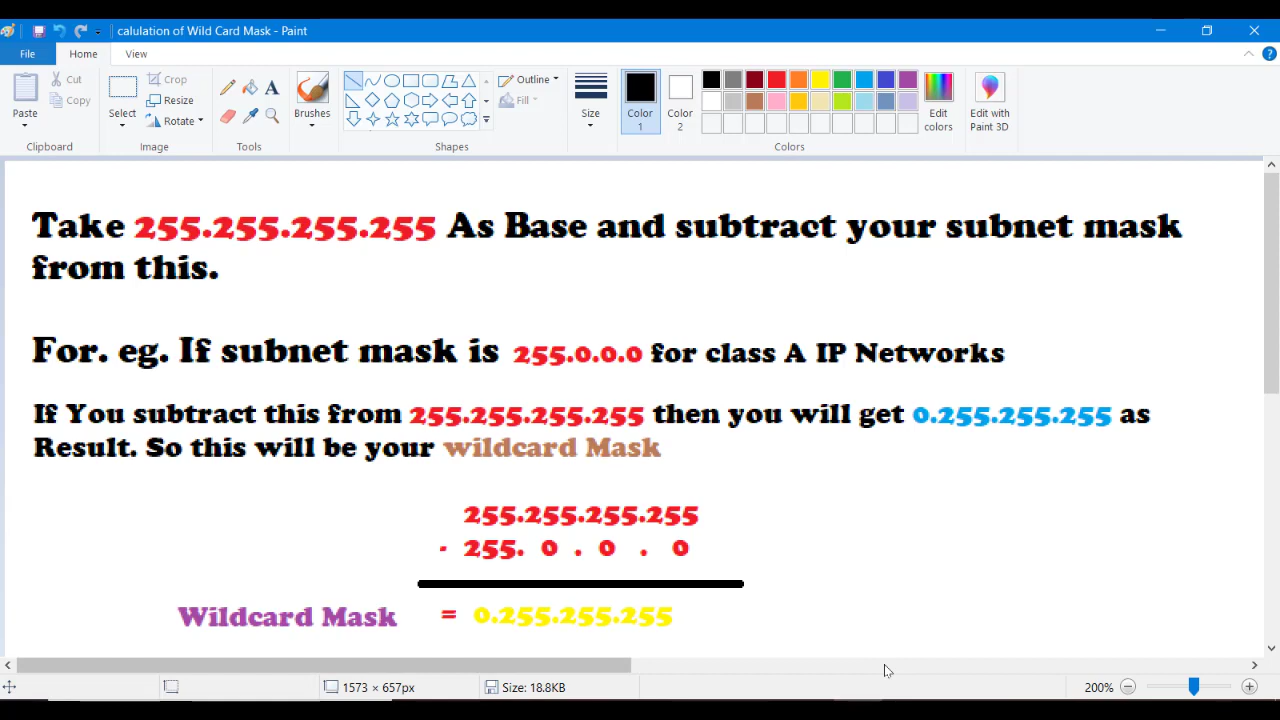 calulation of Wild Card Mask - Paint
File Home View
Paste
Cut
Copy
Clipboard
Select
Crop
Resize
Rotate
Image
A
Tools
Brushes
Outline
Fill
Shapes
Size
Color
1
Color
2
Edit
colors
Colors
Edit with
Paint 3D
Take 255.255.255.255 As Base and subtract your subnet mask
from this.
For. eg. If subnet mask is 255.0.0.0 for class A IP Networks
If You subtract this from 255.255.255.255 then you will get 0.255.255.255 as
Result. So this will be your wildcard Mask
255.255.255.255
- 255. 0 . 0 . 0
Wildcard Mask = 0.255.255.255
1573 × 657px
Size: 18.8KB
200%